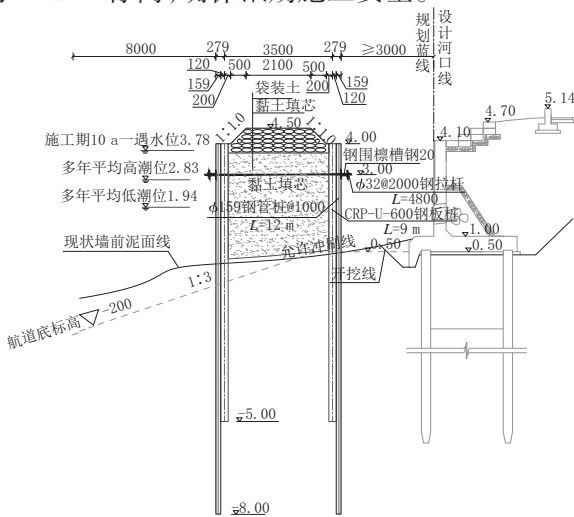 规划蓝线
设计河口线
8000 279 3500 279 ≥3000
120 500 2100 500 159
159 200 120
200
袋装土
黏土填芯
1:1.0 4.50 1:1.0
5.14
4.70
4.10
施工期10 a一遇水位3.78
4.00
多年平均高潮位2.83
钢围檩槽钢20
3.00
多年平均低潮位1.94
黏土填芯
ϕ32@2000钢拉杆
L=4800
ϕ159钢管桩@1000
L=12 m
CRP-U-600钢板桩
L=9 m
1.00
现状墙前泥面线
允许冲刷线
0.50
0.50
1:3
开挖线
航道底标高
-200
-5.00
-8.00